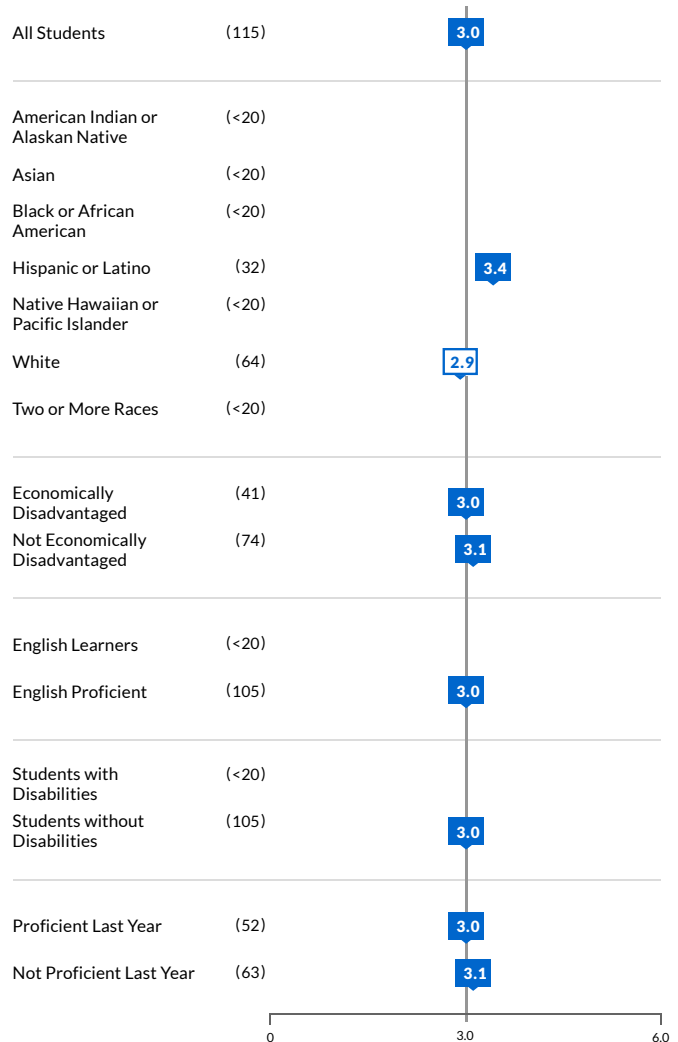 All Students (115) 3.0
American Indian or (<20)
Alaskan Native
Asian (<20)
Black or African (<20)
American
Hispanic or Latino (32) 3.4
Native Hawaiian or (<20)
Pacific Islander
White (64) 2.9
Two or More Races (<20)
Economically (41) 3.0
Disadvantaged
Not Economically (74) 3.1
Disadvantaged
English Learners (<20)
English Proficient (105) 3.0
Students with (<20)
Disabilities
Students without (105) 3.0
Disabilities
Proficient Last Year (52) 3.0
Not Proficient Last Year (63) 3.1
0 3.0 6.0